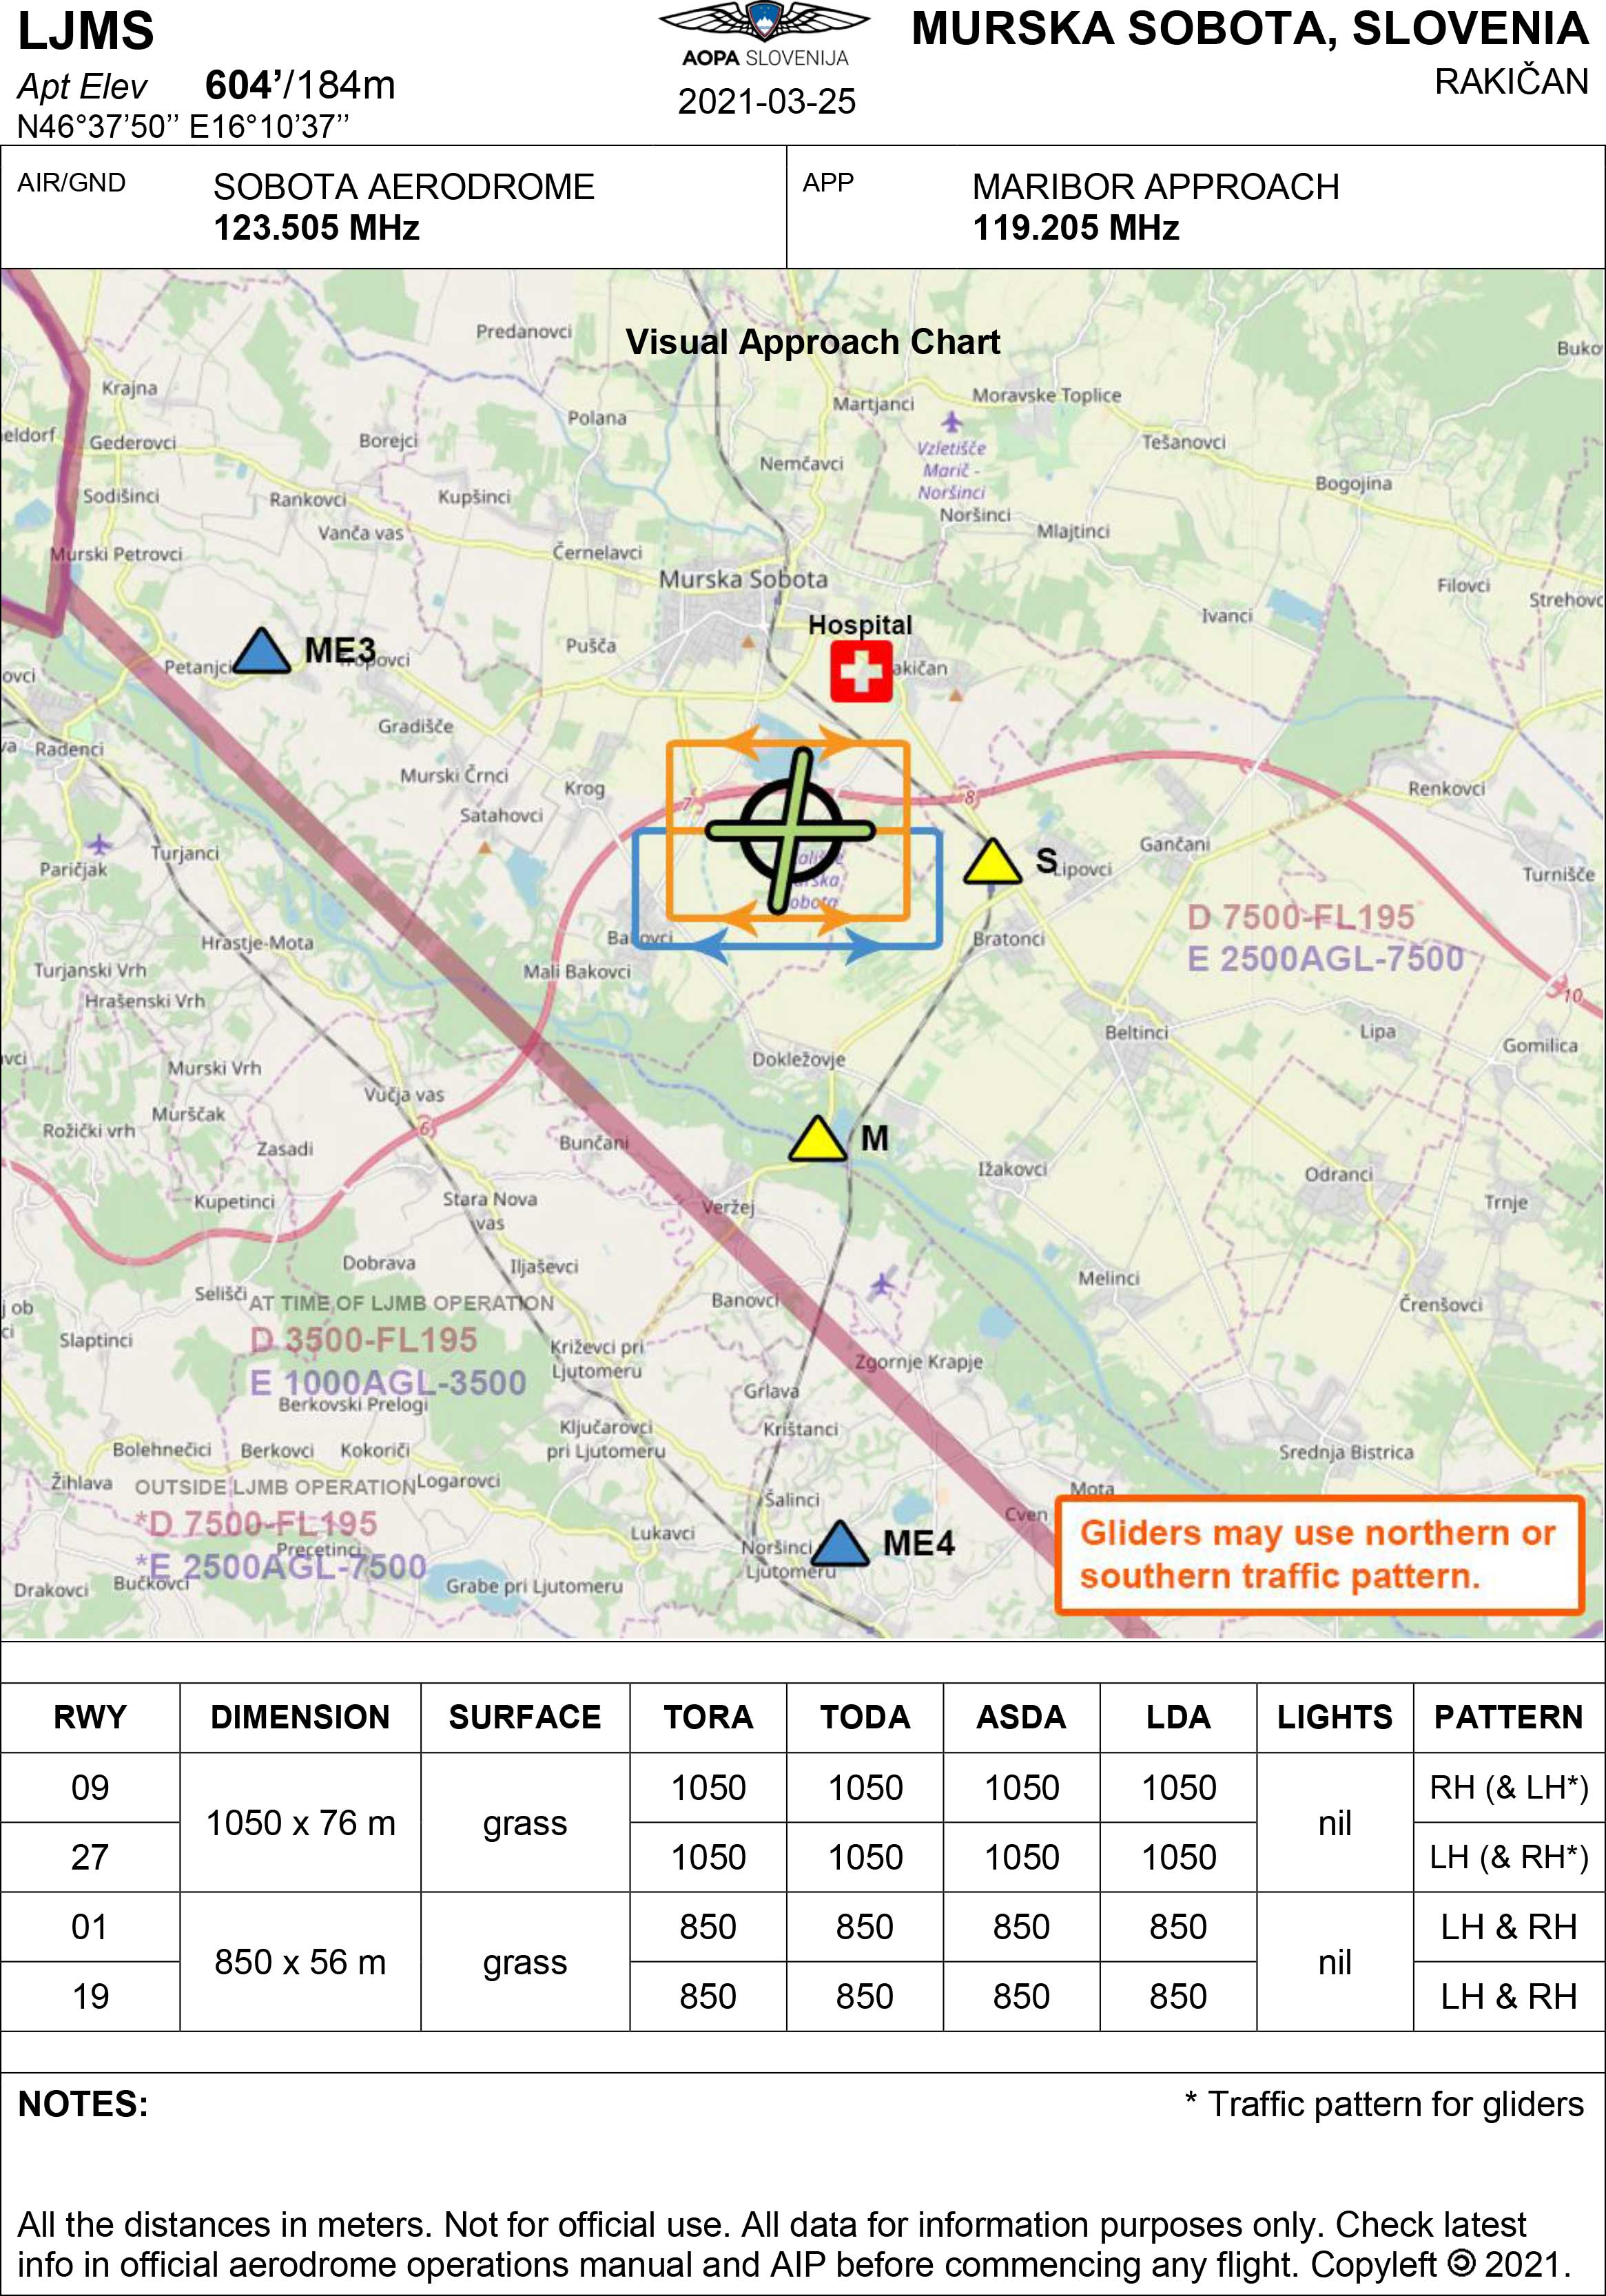 LJMS
Apt Elev 604’/184m
N46°37’50’’ E16°10’37’’
AOPA SLOVENIJA
2021-03-25
MURSKA SOBOTA, SLOVENIA
RAKIČAN
AIR/GND SOBOTA AERODROME
123.505 MHz
APP MARIBOR APPROACH
119.205 MHz
Visual Approach Chart
Predanovci
Krajna
Polana
Martjanci
Moravske Toplice
Gederovci
Borejci
Tešanovci
Nemčavci
Vzletišče
Marič -
Noršinci
Sodišinci
Rankovci
Kupšinci
Bogojina
Noršinci
Vanča vas
Mlajtinci
Murski Petrovci
Černelavci
Murska Sobota
Filovci
Ivanci
Hospital
Pušča
ME3
Petanjci
Gradišče
Radenci
Murski Črnci
Krog
7
8
Renkovci
Satahovci
Turjanci
Paričjak
S
Lipovci
Gančani
Turnišče
D 7500-FL195
E 2500AGL-7500
Hrastje-Mota
Bratonci
Turjanski Vrh
Mali Bakovci
Hrašenski Vrh
10
Beltinci
Lipa
Gomilica
Dokležovje
Murski Vrh
Vučja vas
Murščak
Rožički vrh
6
Zasadi
Bunčani
M
Ižakovci
Odranci
Kupetinci
Stara Nova
vas
Veržej
Trnje
Dobrava
Iljaševci
Melinci
Selišči
AT TIME OF LJMB OPERATION
D 3500-FL195
E 1000AGL-3500
Banovci
Črenšovci
Slaptinci
Križevci pri
Ljutomeru
Zgornje Krapje
Grlava
Berkovski Prelogi
Ključarovci
pri Ljutomeru
Krištanci
Bolehnečici
Berkovci
Kokoriči
Srednja Bistrica
Žihlava
OUTSIDE LJMB OPERATION
Logarovci
*D 7500-FL195
*E 2500AGL-7500
Precetinci
Šalinci
Mota
Cven
Lukavci
Noršinci
Ljutomeru
ME4
Drakovci
Bučkovci
Grabe pri Ljutomeru
Gliders may use northern or
southern traffic pattern.
RWY DIMENSION SURFACE TORA TODA ASDA LDA LIGHTS PATTERN
09 1050 x 76 m grass 1050 1050 1050 1050 nil RH (& LH*)
27 1050 1050 1050 1050 LH (& RH*)
01 850 x 56 m grass 850 850 850 850 nil LH & RH
19 850 850 850 850 LH & RH
NOTES:
* Traffic pattern for gliders
All the distances in meters. Not for official use. All data for information purposes only. Check latest
info in official aerodrome operations manual and AIP before commencing any flight. Copyleft 🄯 2021.